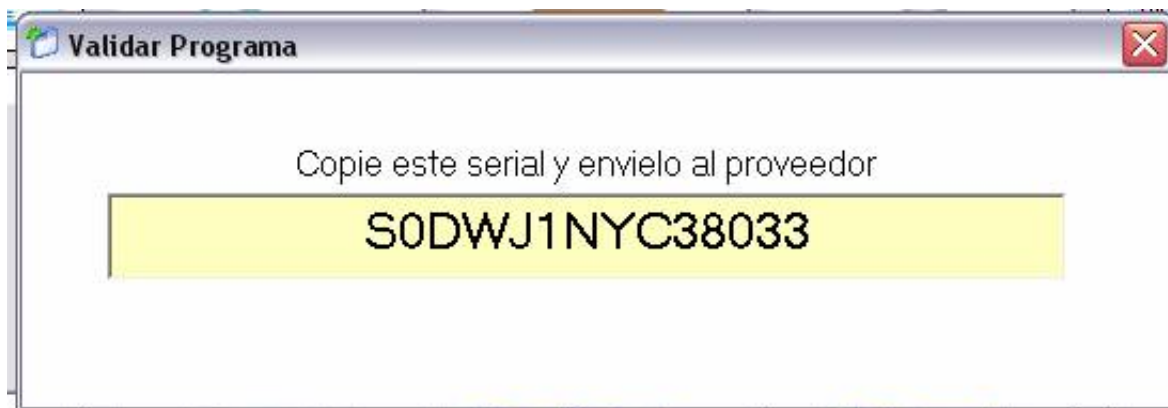 Validar Programa
Copie este serial y envielo al proveedor
S0DWJ1NYC38033